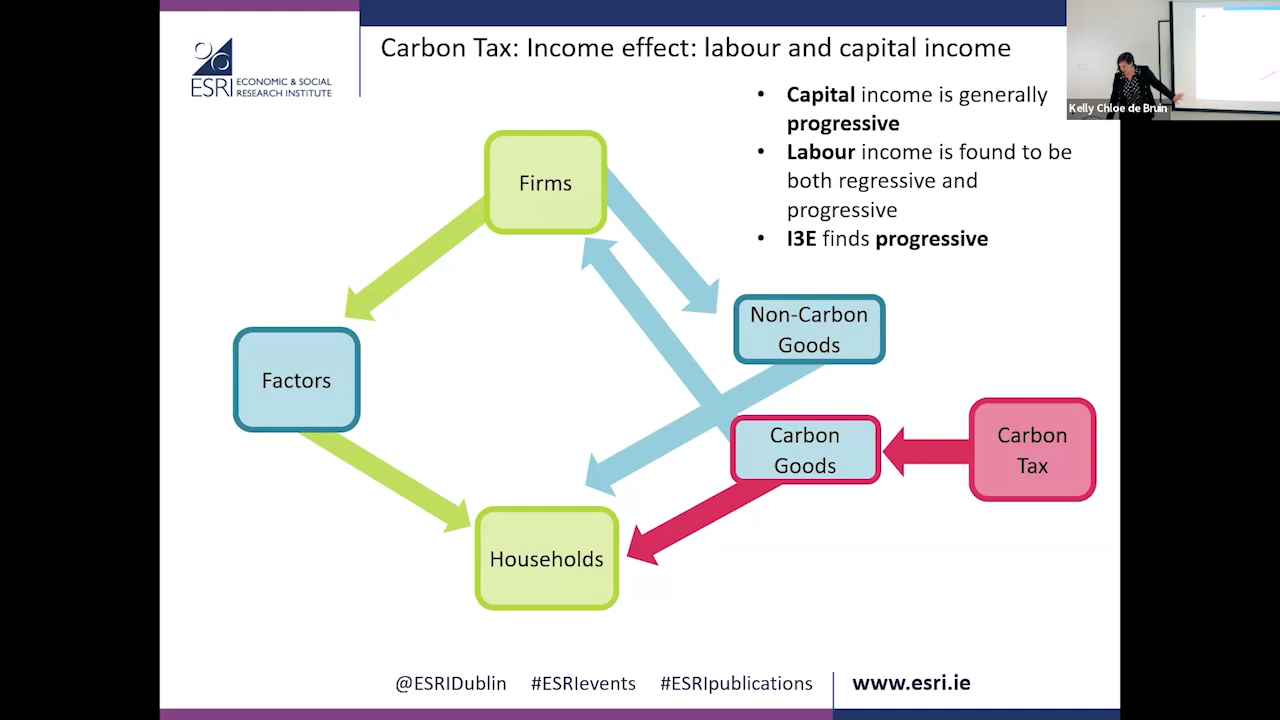 ESRI ECONOMIC & SOCIAL
RESEARCH INSTITUTE
Carbon Tax: Income effect: labour and capital income
Kelly Chloe de Bruin
• Capital income is generally
progressive
• Labour income is found to be
both regressive and
progressive
• I3E finds progressive
Firms
Non-Carbon
Goods
Factors
Carbon
Goods
Carbon
Tax
Households
@ESRIDublin #ESRIevents #ESRIpublications www.esri.ie